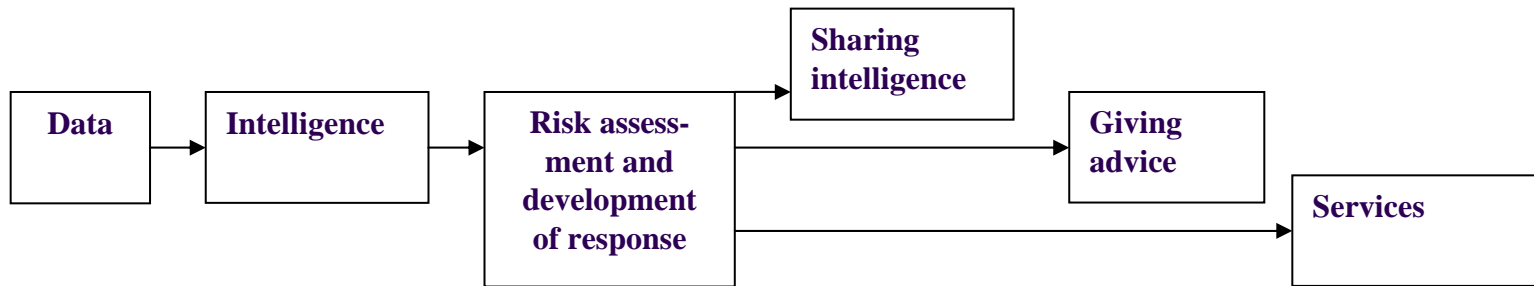 Data
Intelligence
Risk assess-
ment and
development
of response
Sharing
intelligence
Giving
advice
Services